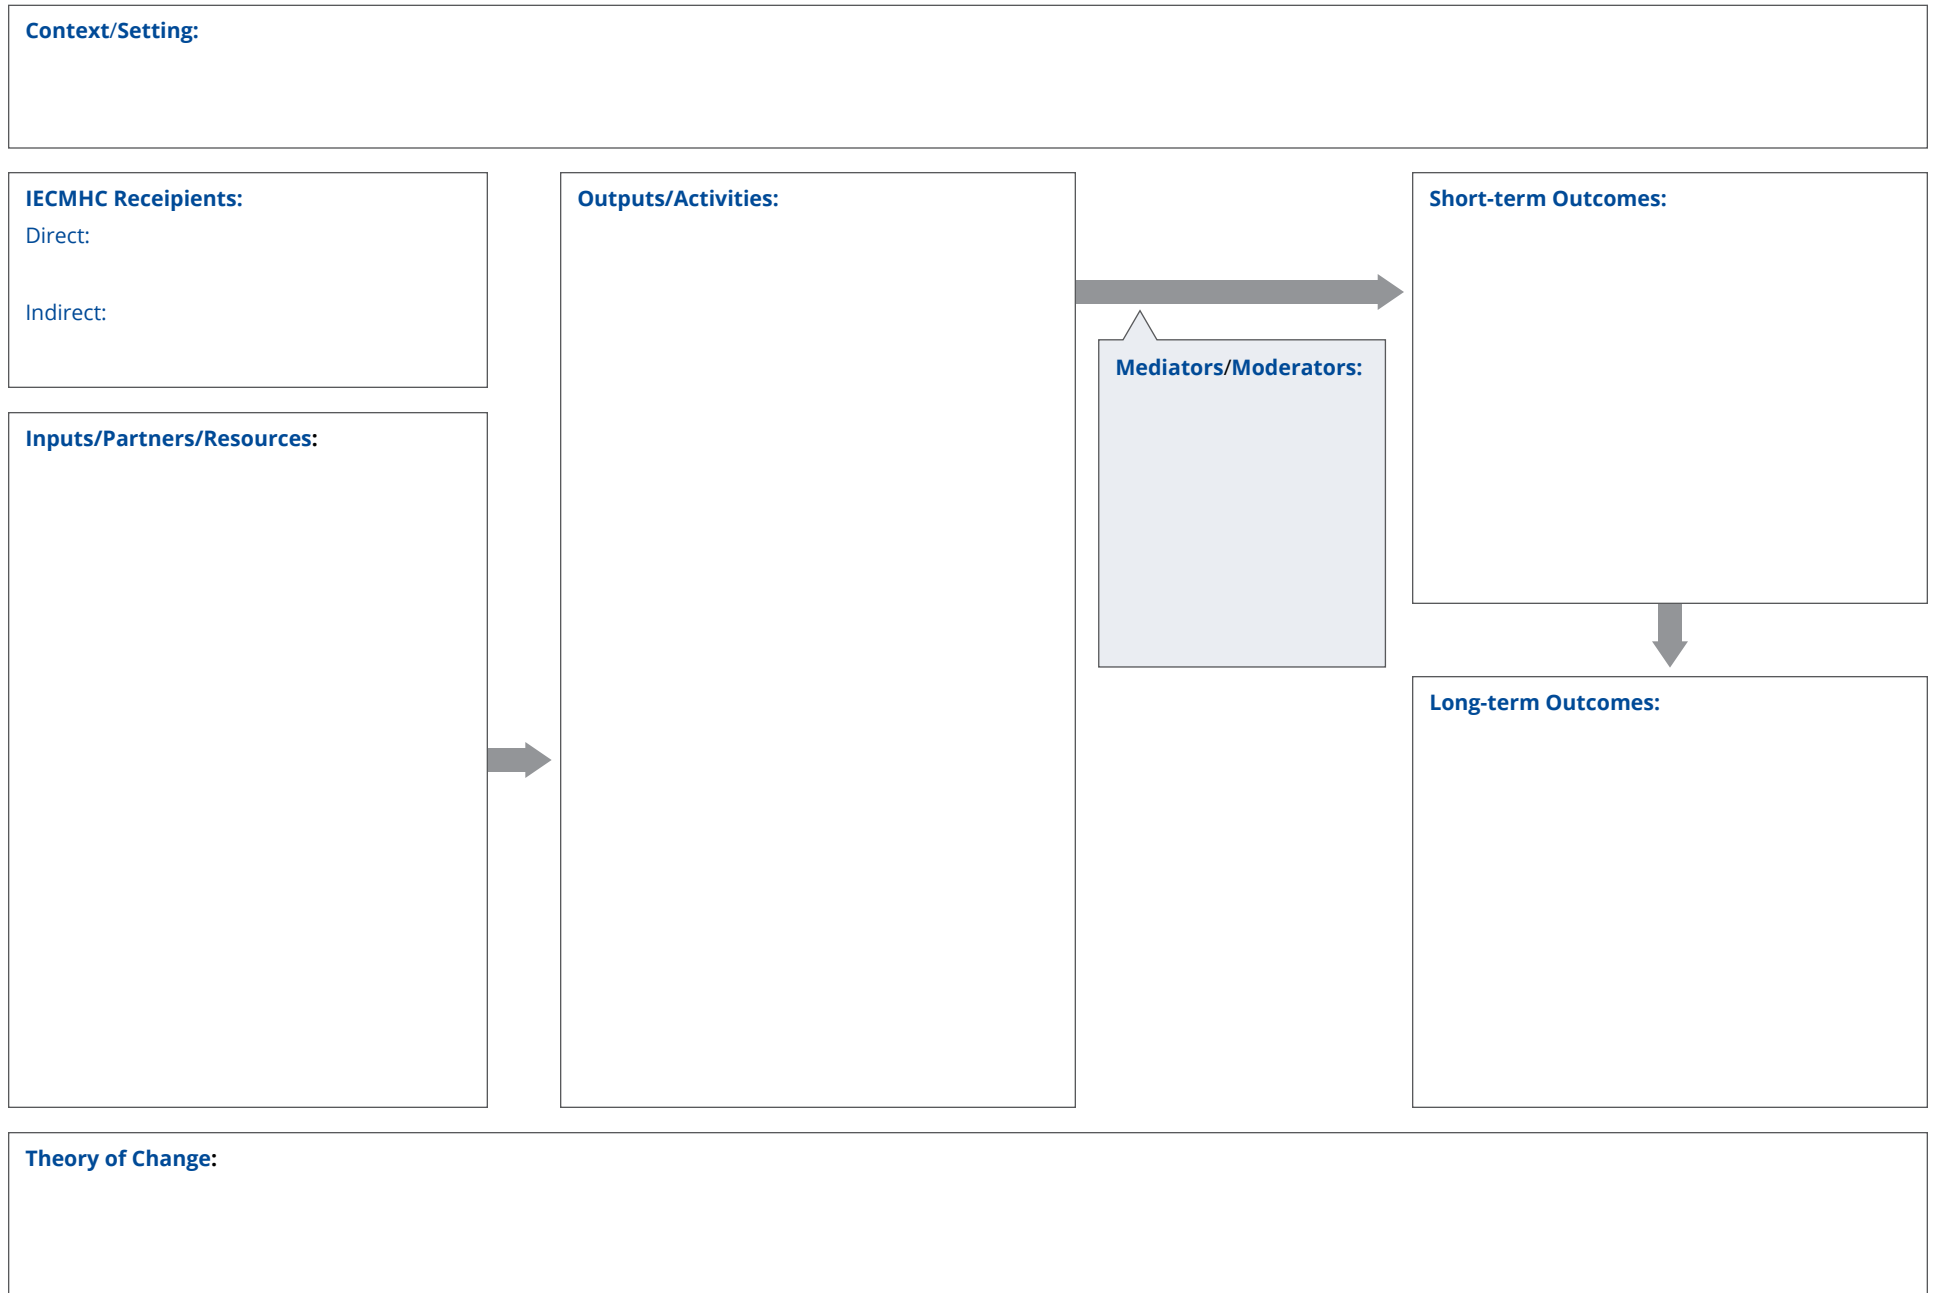 Context/Setting:
IECMHC Receipients:
Direct:
Indirect:
Inputs/Partners/Resources:
Outputs/Activities:
Mediators/Moderators:
Short-term Outcomes:
Long-term Outcomes:
Theory of Change: